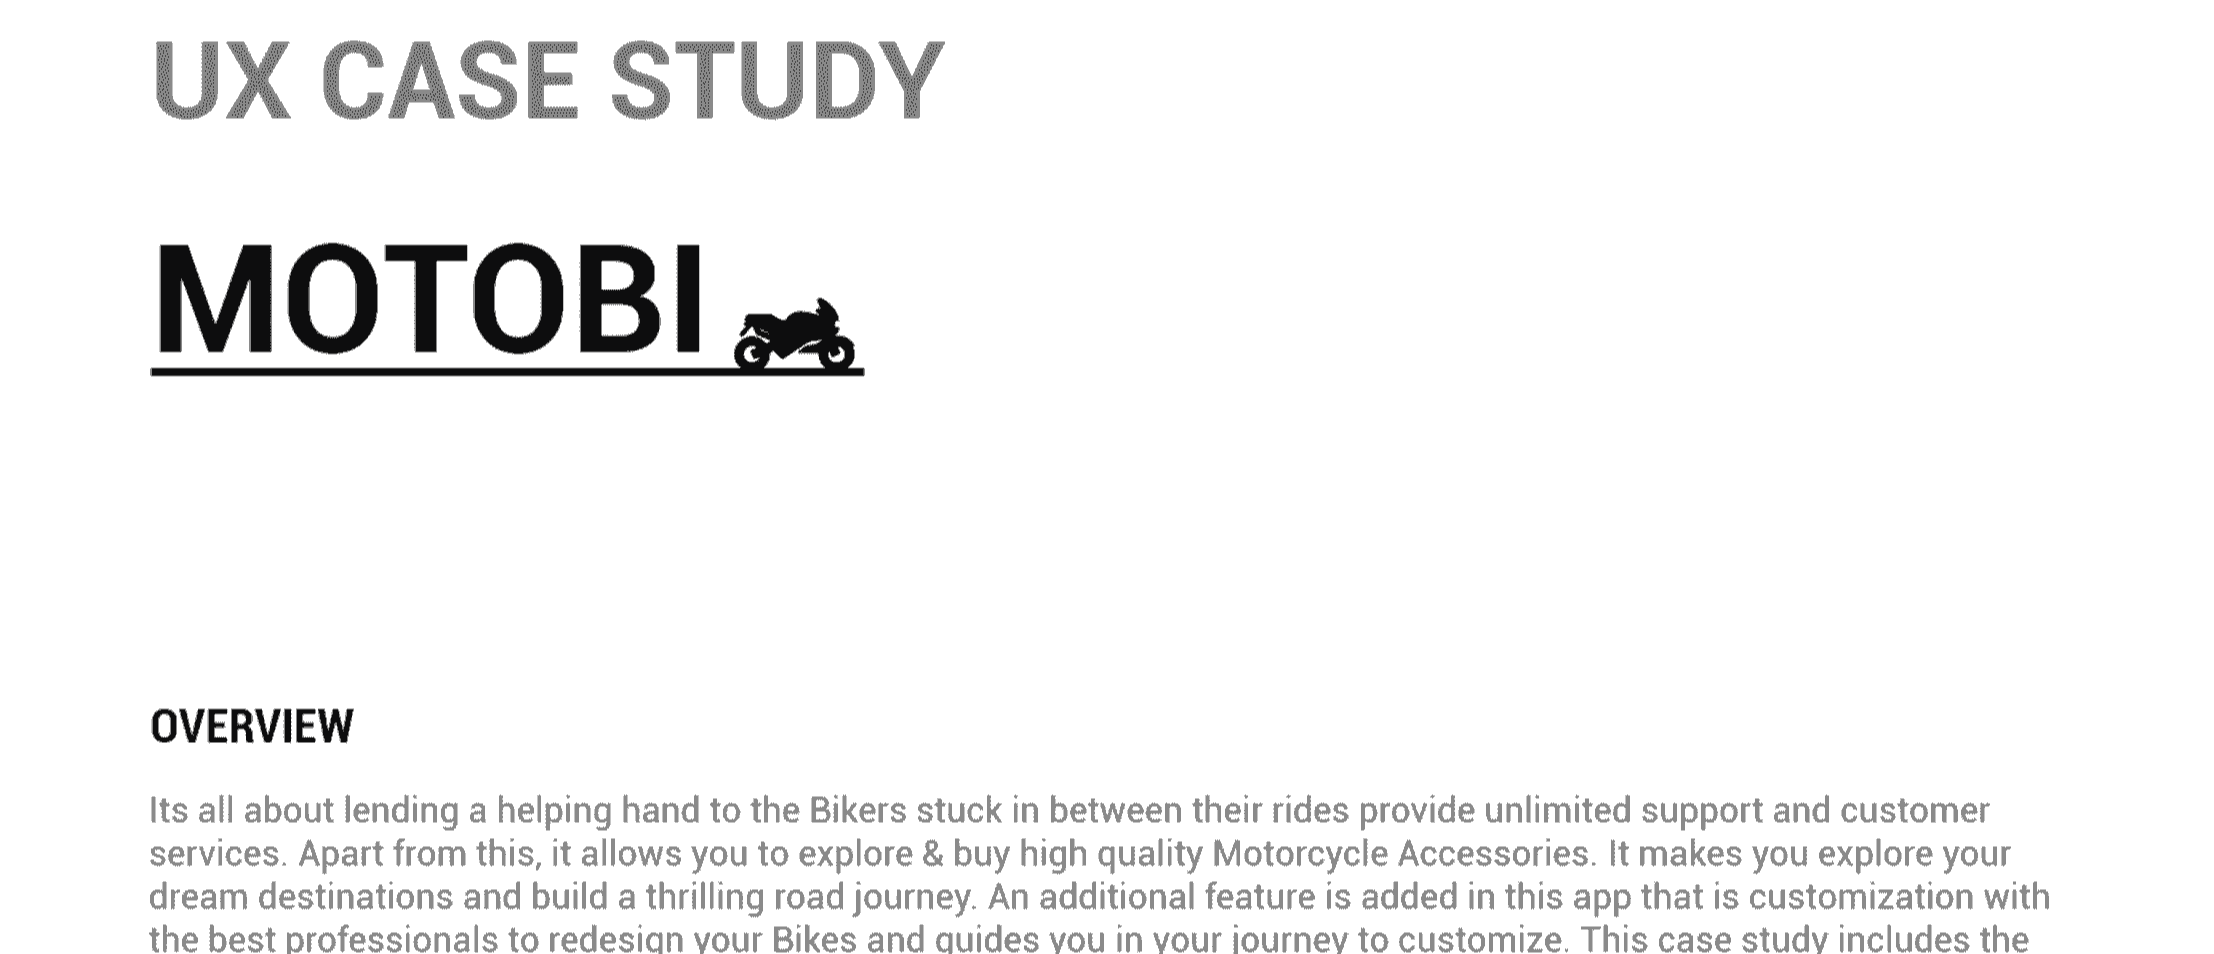 UX CASE STUDY
MOTOBI
OVERVIEW
Its all about lending a helping hand to the Bikers stuck in between their rides provide unlimited support and customer
services. Apart from this, it allows you to explore & buy high quality Motorcycle Accessories. It makes you explore your
dream destinations and build a thrilling road journey. An additional feature is added in this app that is customization with
the best professionals to redesign your Bikes and guides you in your journey to customize. This case study includes the